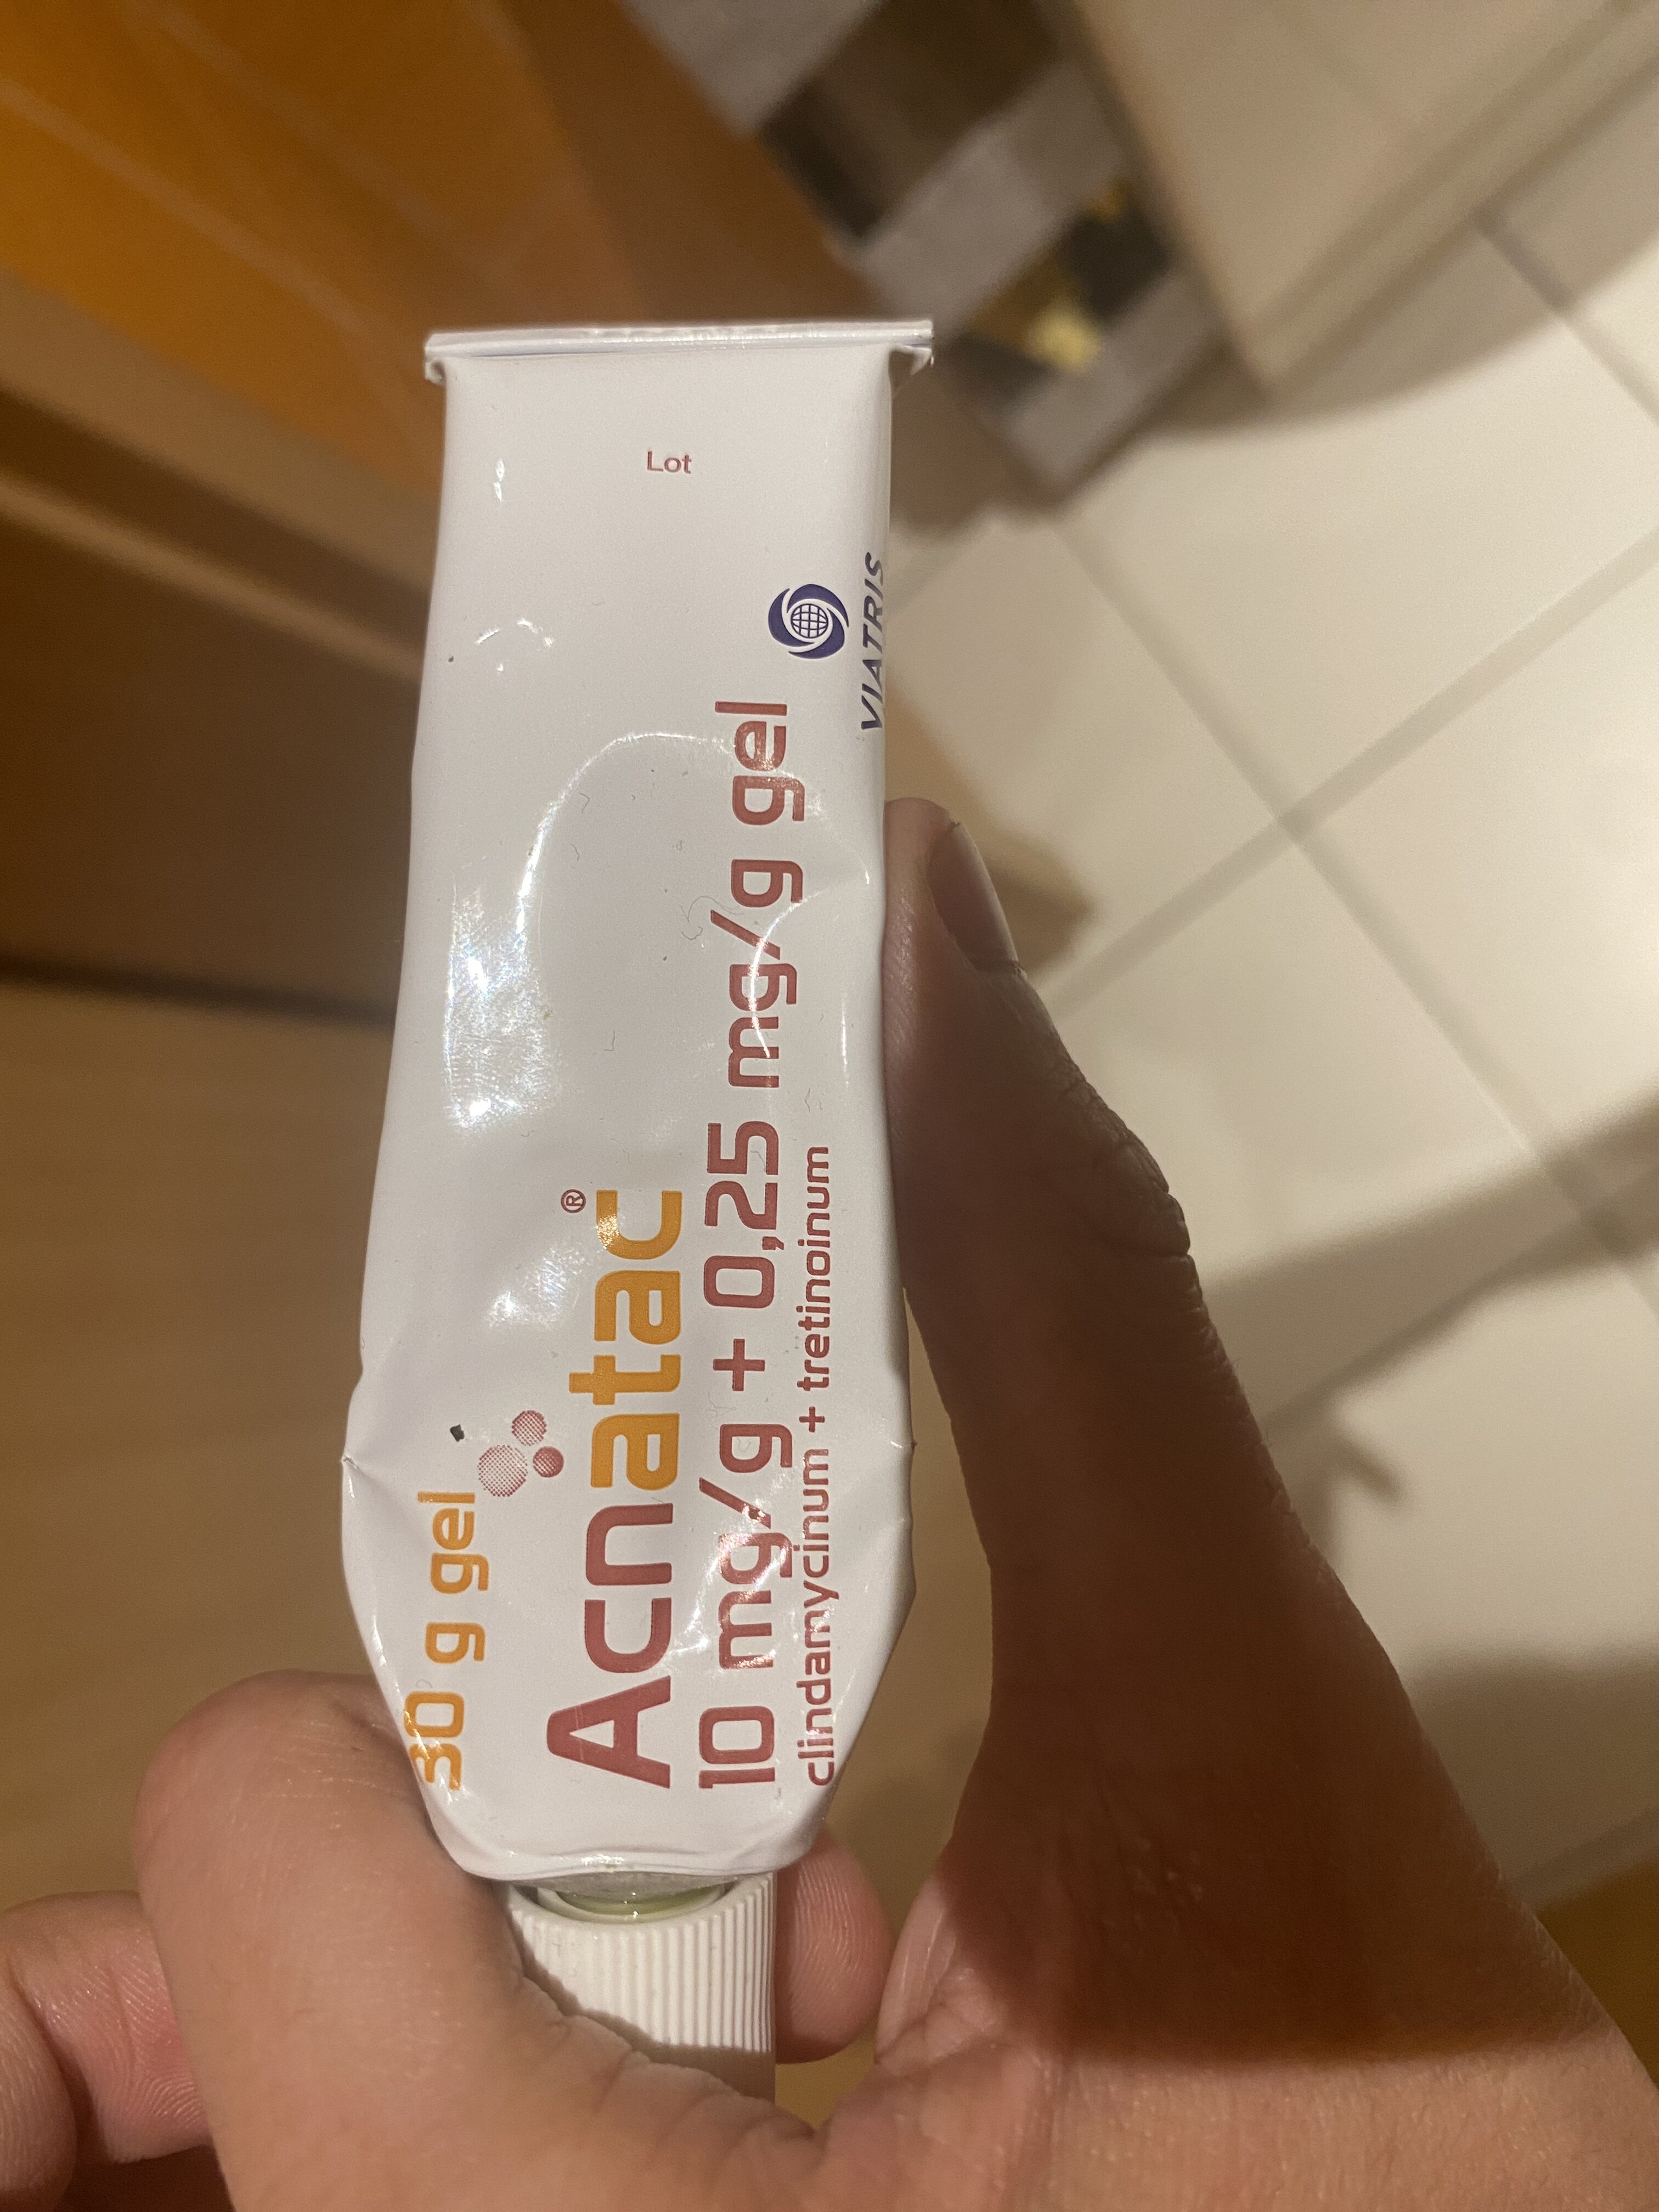 Lot
30 g gel
Acnatac®
10 mg/g + 0,25 mg/g gel
clindamycinum + tretinoinum
VIATRIS